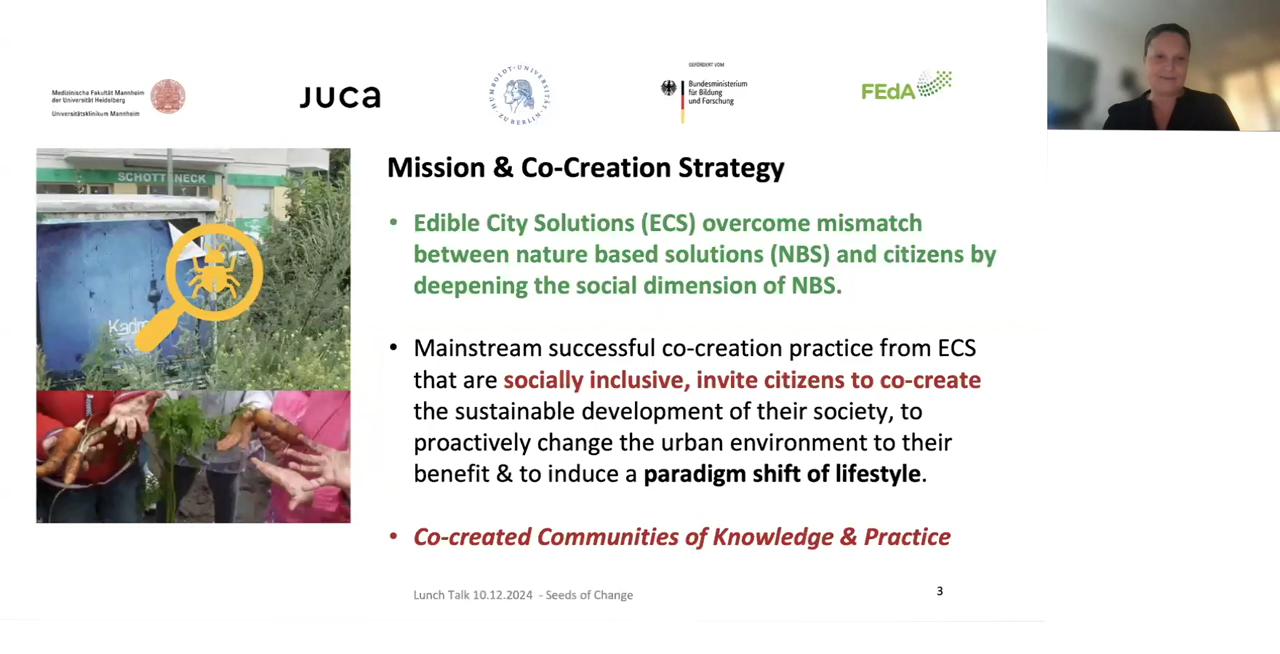 Medizinische Fakultät Mannheim
der Universität Heidelberg
Universitätsklinikum Mannheim
JUCA
HUMBOLDT-UNIVERSITÄT ZU BERLIN
GEFÖRDERT VOM
Bundesministerium
für Bildung
und Forschung
FEdA
SCHOTTENECK
Mission & Co-Creation Strategy
• Edible City Solutions (ECS) overcome mismatch
between nature based solutions (NBS) and citizens by
deepening the social dimension of NBS.
• Mainstream successful co-creation practice from ECS
that are socially inclusive, invite citizens to co-create
the sustainable development of their society, to
proactively change the urban environment to their
benefit & to induce a paradigm shift of lifestyle.
• Co-created Communities of Knowledge & Practice
Lunch Talk 10.12.2024 - Seeds of Change
3